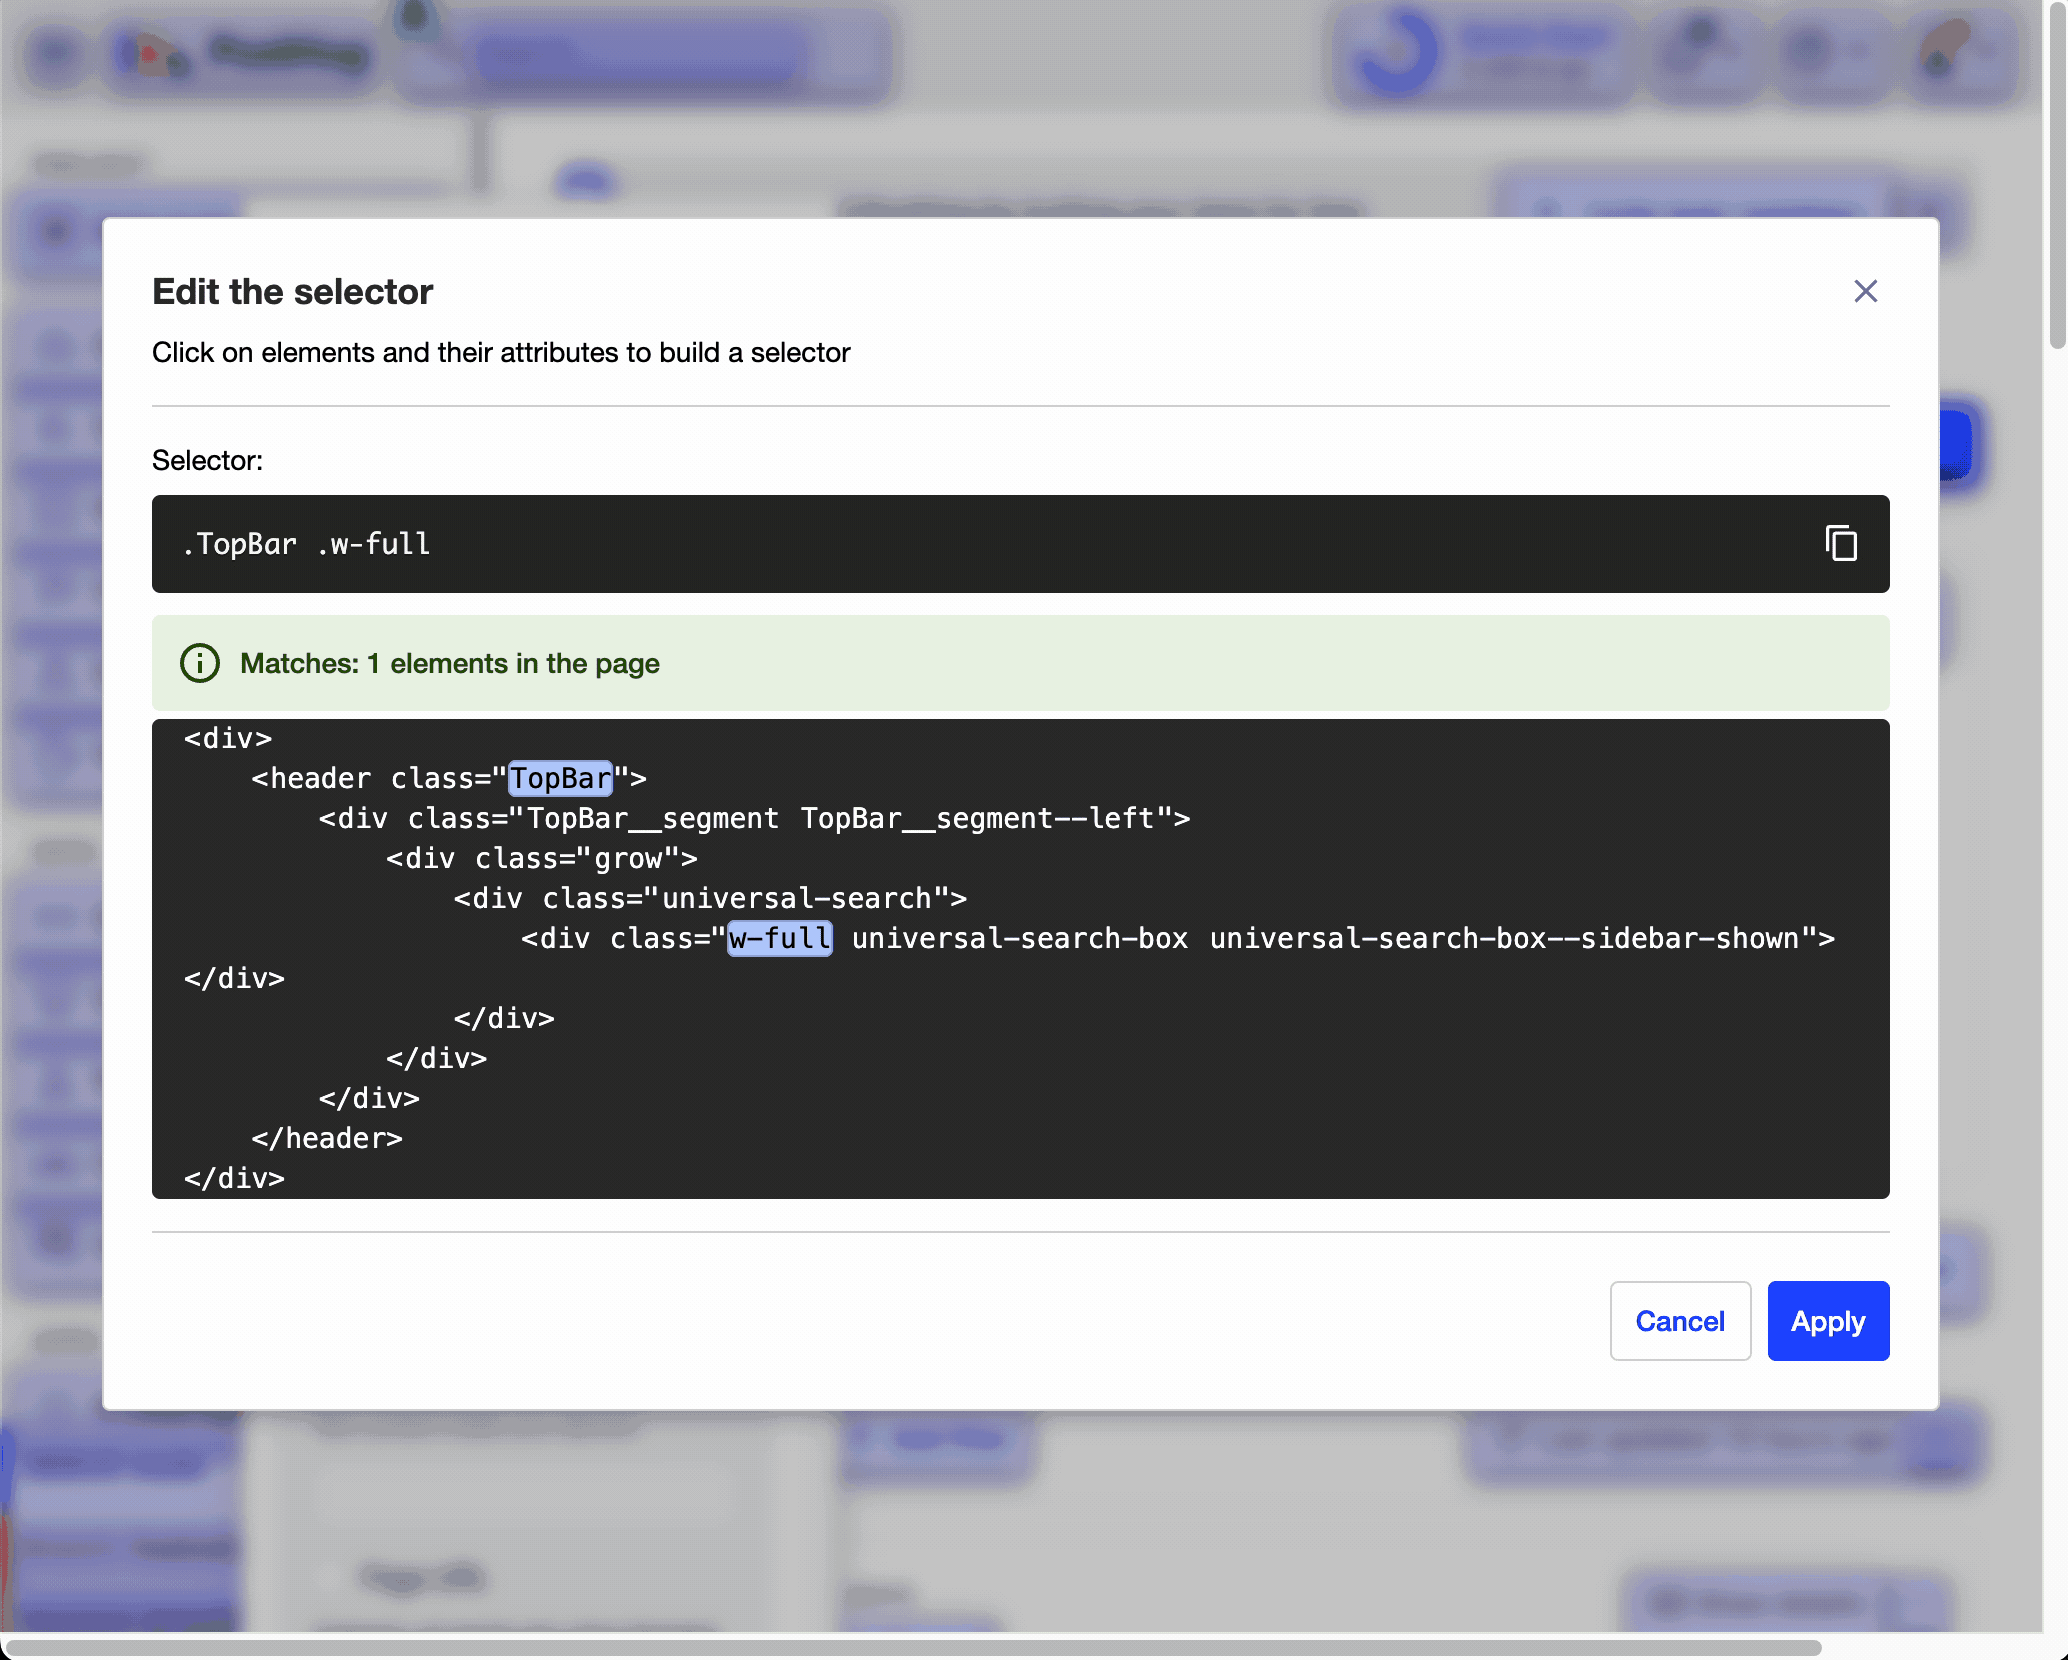 Edit the selector
Click on elements and their attributes to build a selector
Selector:
.TopBar .w-full
Matches: 1 elements in the page
<div>
<header class="TopBar">
<div class="TopBar__segment TopBar__segment--left">
<div class="grow">
<div class="universal-search">
<div class="w-full universal-search-box universal-search-box--sidebar-shown">
</div>
</div>
</div>
</div>
</header>
</div>
Cancel
Apply